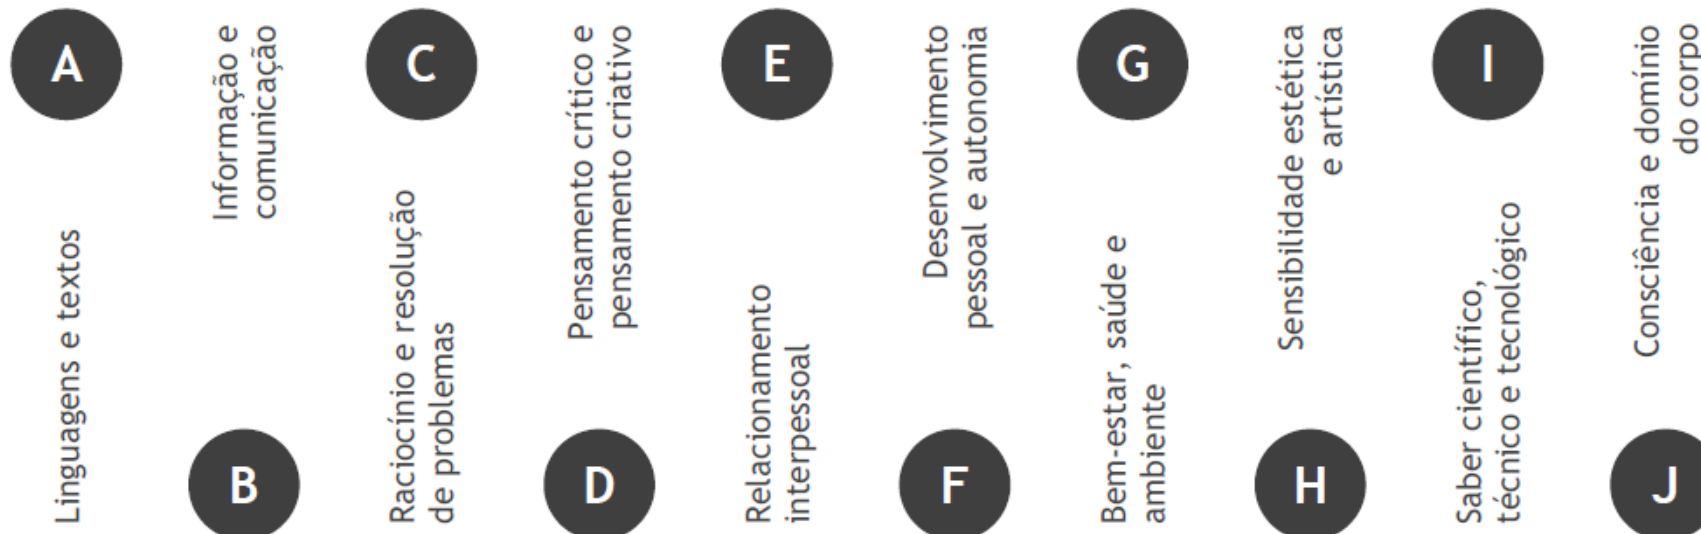 A
Linguagens e textos
Informação e
comunicação
B
C
Raciocínio e resolução
de problemas
Pensamento crítico e
pensamento criativo
D
E
Relacionamento
interpessoal
Desenvolvimento
pessoal e autonomia
F
G
Bem-estar, saúde e
ambiente
Sensibilidade estética
e artística
H
I
Saber científico,
técnico e tecnológico
Consciência e domínio
do corpo
J